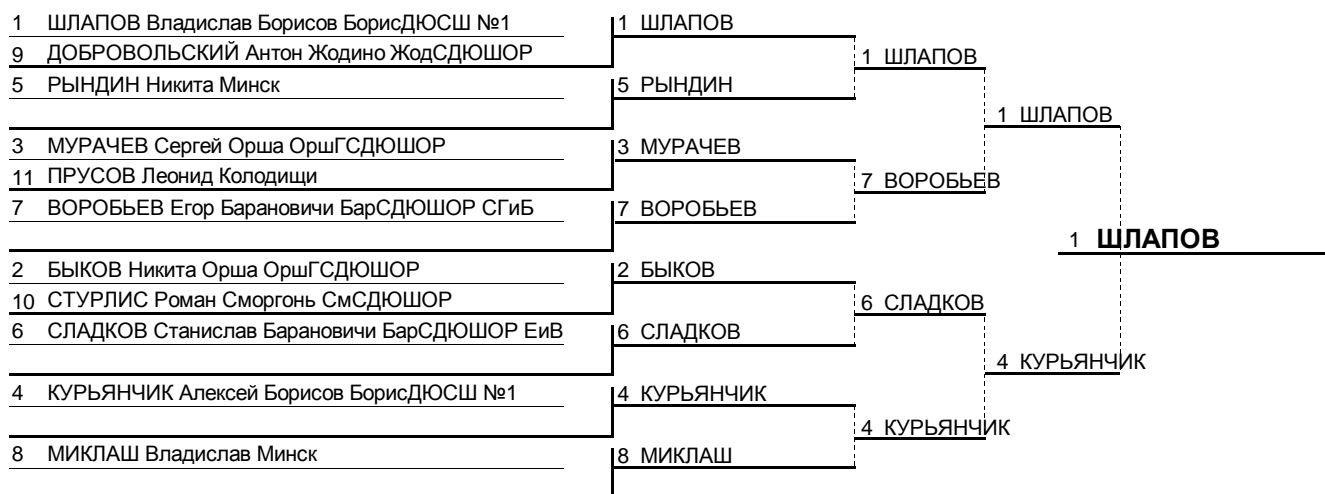 1 ШЛАПОВ Владислав Борисов БорисДЮСШ №1
1 ШЛАПОВ
9 ДОБРОВОЛЬСКИЙ Антон Жодино ЖодСДЮШОР
1 ШЛАПОВ
5 РЫНДИН Никита Минск
5 РЫНДИН
1 ШЛАПОВ
3 МУРАЧЕВ Сергей Орша ОршГСДЮШОР
3 МУРАЧЕВ
11 ПРУСОВ Леонид Колодищи
7 ВОРОБЬЕВ
7 ВОРОБЬЕВ Егор Барановичи БарСДЮШОР СГиБ
7 ВОРОБЬЕВ
1 ШЛАПОВ
2 БЫКОВ Никита Орша ОршГСДЮШОР
2 БЫКОВ
10 СТУРЛИС Роман Сморгонь СмСДЮШОР
6 СЛАДКОВ
6 СЛАДКОВ Станислав Барановичи БарСДЮШОР ЕиВ
6 СЛАДКОВ
4 КУРЬЯНЧИК
4 КУРЬЯНЧИК Алексей Борисов БорисДЮСШ №1
4 КУРЬЯНЧИК
4 КУРЬЯНЧИК
8 МИКЛАШ Владислав Минск
8 МИКЛАШ